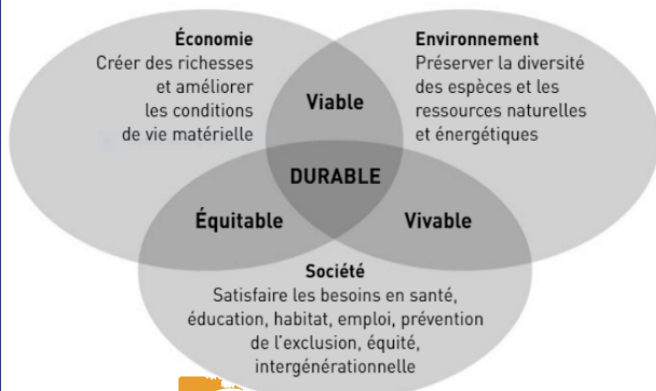 Économie
Créer des richesses
et améliorer
les conditions
de vie matérielle
Environnement
Préserver la diversité
des espèces et les
ressources naturelles
et énergétiques
Viable
DURABLE
Équitable
Vivable
Société
Satisfaire les besoins en santé,
éducation, habitat, emploi, prévention
de l'exclusion, équité,
intergénérationnelle